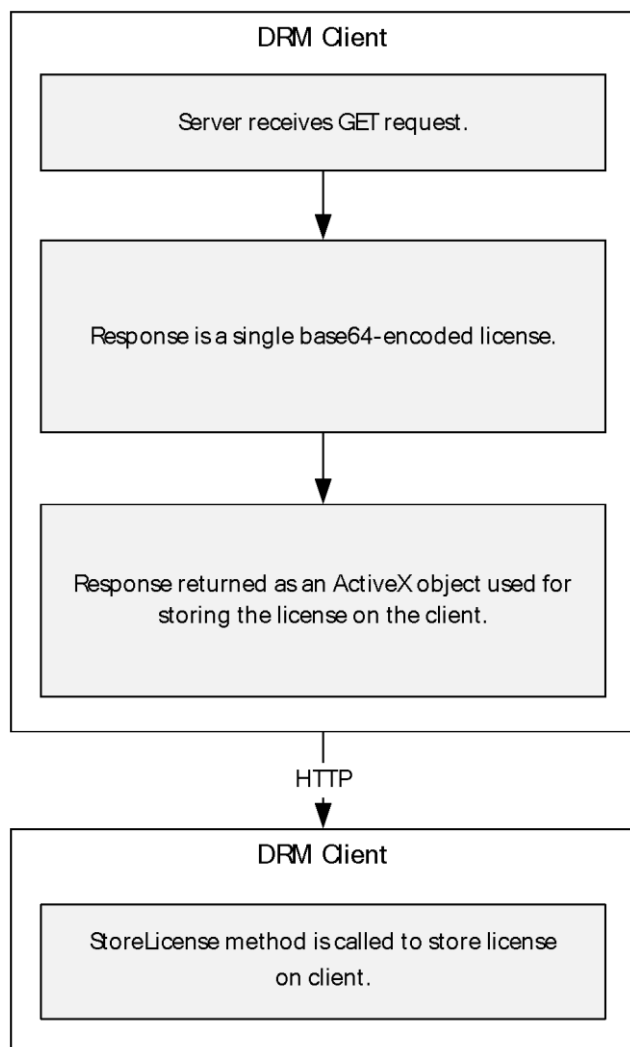 DRM Client
Server receives GET request.
Response is a single base64-encoded license.
Response returned as an ActiveX object used for
storing the license on the client.
HTTP
DRM Client
StoreLicense method is called to store license
on client.